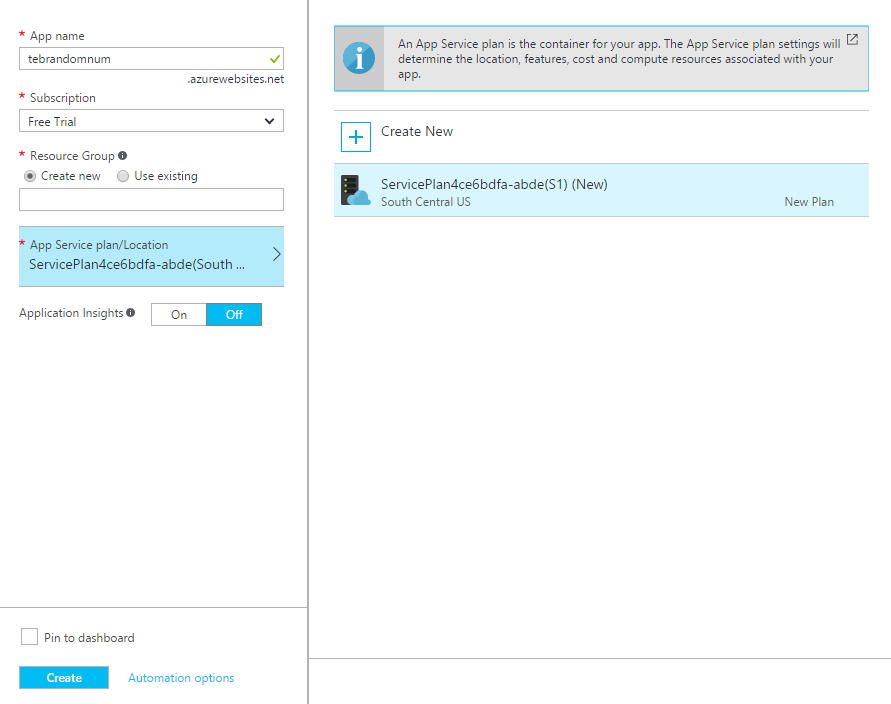 * App name
tebrandomnum
.azurewebsites.net
* Subscription
Free Trial
* Resource Group
Create new
Use existing
* App Service plan/Location
ServicePlan4ce6bdfa-abde(South ...
Application Insights
On
Off
Pin to dashboard
Create
Automation options
An App Service plan is the container for your app. The App Service plan settings will
determine the location, features, cost and compute resources associated with your
app.
Create New
ServicePlan4ce6bdfa-abde(S1) (New)
South Central US
New Plan